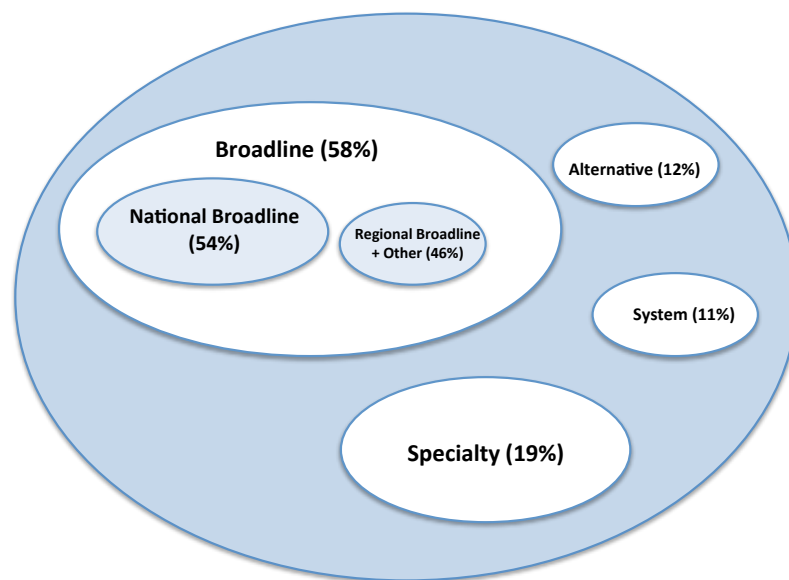 Broadline (58%)
Alternative (12%)
National Broadline
(54%)
Regional Broadline
+ Other (46%)
System (11%)
Specialty (19%)